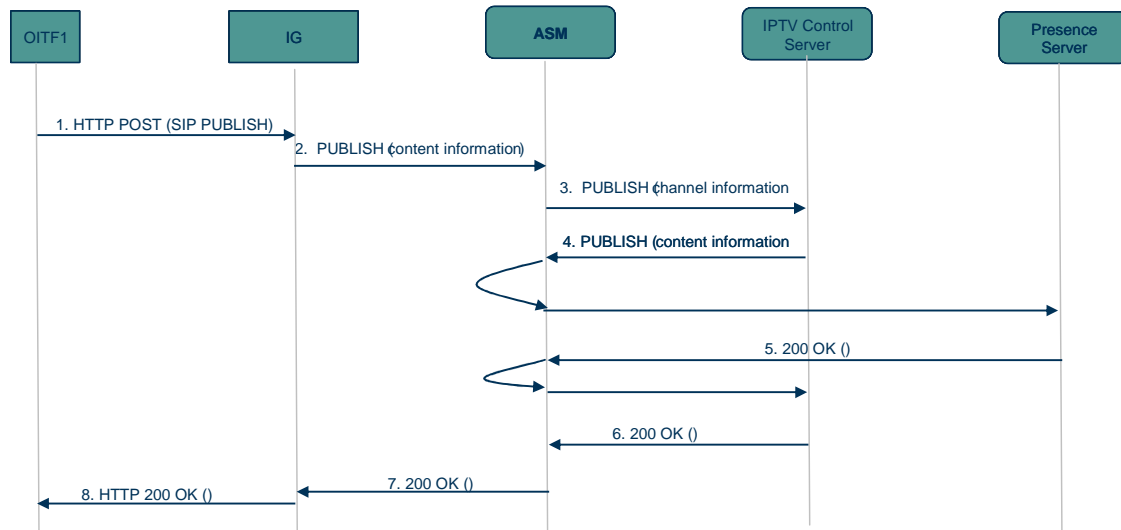 OITF1
IG
ASM
IPTV Control
Server
Presence
Server
1. HTTP POST (SIP PUBLISH)
2. PUBLISH (content information)
3. PUBLISH (channel information
4. PUBLISH (content information
5. 200 OK ()
6. 200 OK ()
7. 200 OK ()
8. HTTP 200 OK ()